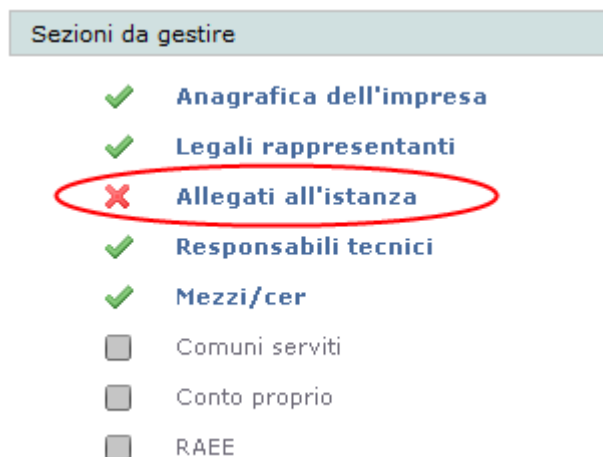 Sezioni da gestire
Anagrafica dell'impresa
Legali rappresentanti
Allegati all'istanza
Responsabili tecnici
Mezzi/cer
Comuni serviti
Conto proprio
RAEE